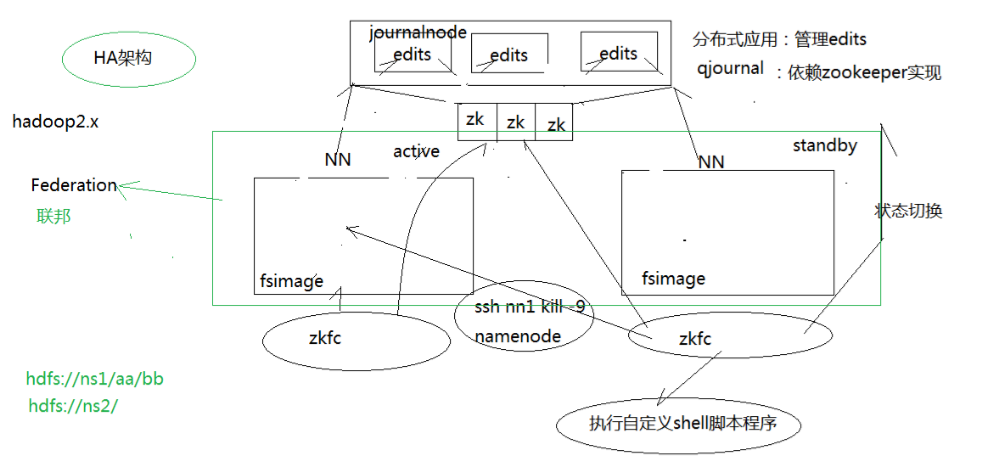 journalnode
edits
edits
edits
分布式应用：管理edits
qjournal ：依赖zookeeper实现
HA架构
zk zk zk
hadoop2.x
NN
active
NN
standby
Federation
联邦
状态切换
fsimage
fsimage
ssh nn1 kill -9
namenode
zkfc
zkfc
hdfs://ns1/aa/bb
hdfs://ns2/
执行自定义shell脚本程序